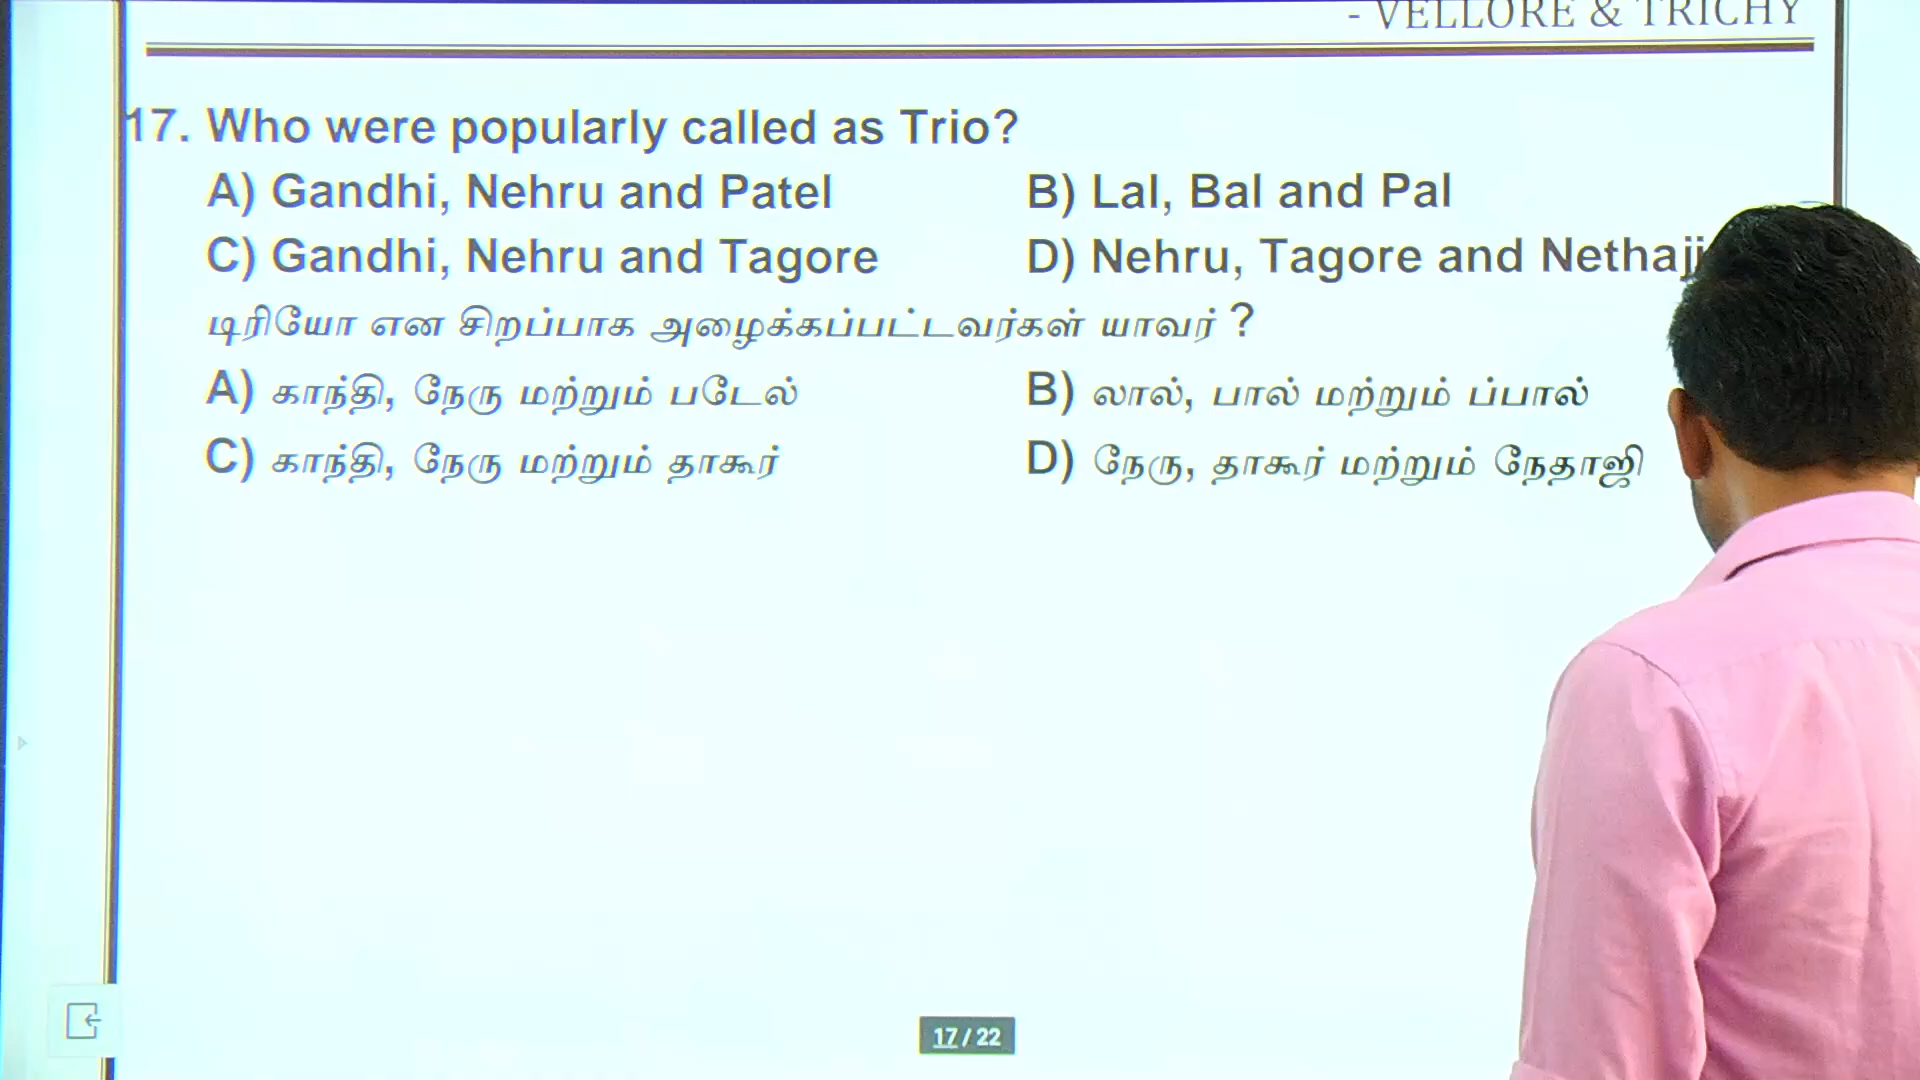 - VELLORE & TRICHY
17. Who were popularly called as Trio?
A) Gandhi, Nehru and Patel B) Lal, Bal and Pal
C) Gandhi, Nehru and Tagore D) Nehru, Tagore and Nethaji
டிரியோ என சிறப்பாக அழைக்கப்பட்டவர்கள் யாவர் ?
A) காந்தி, நேரு மற்றும் படேல் B) லால், பால் மற்றும் ப்பால்
C) காந்தி, நேரு மற்றும் தாகூர் D) நேரு, தாகூர் மற்றும் நேதாஜி
17 / 22